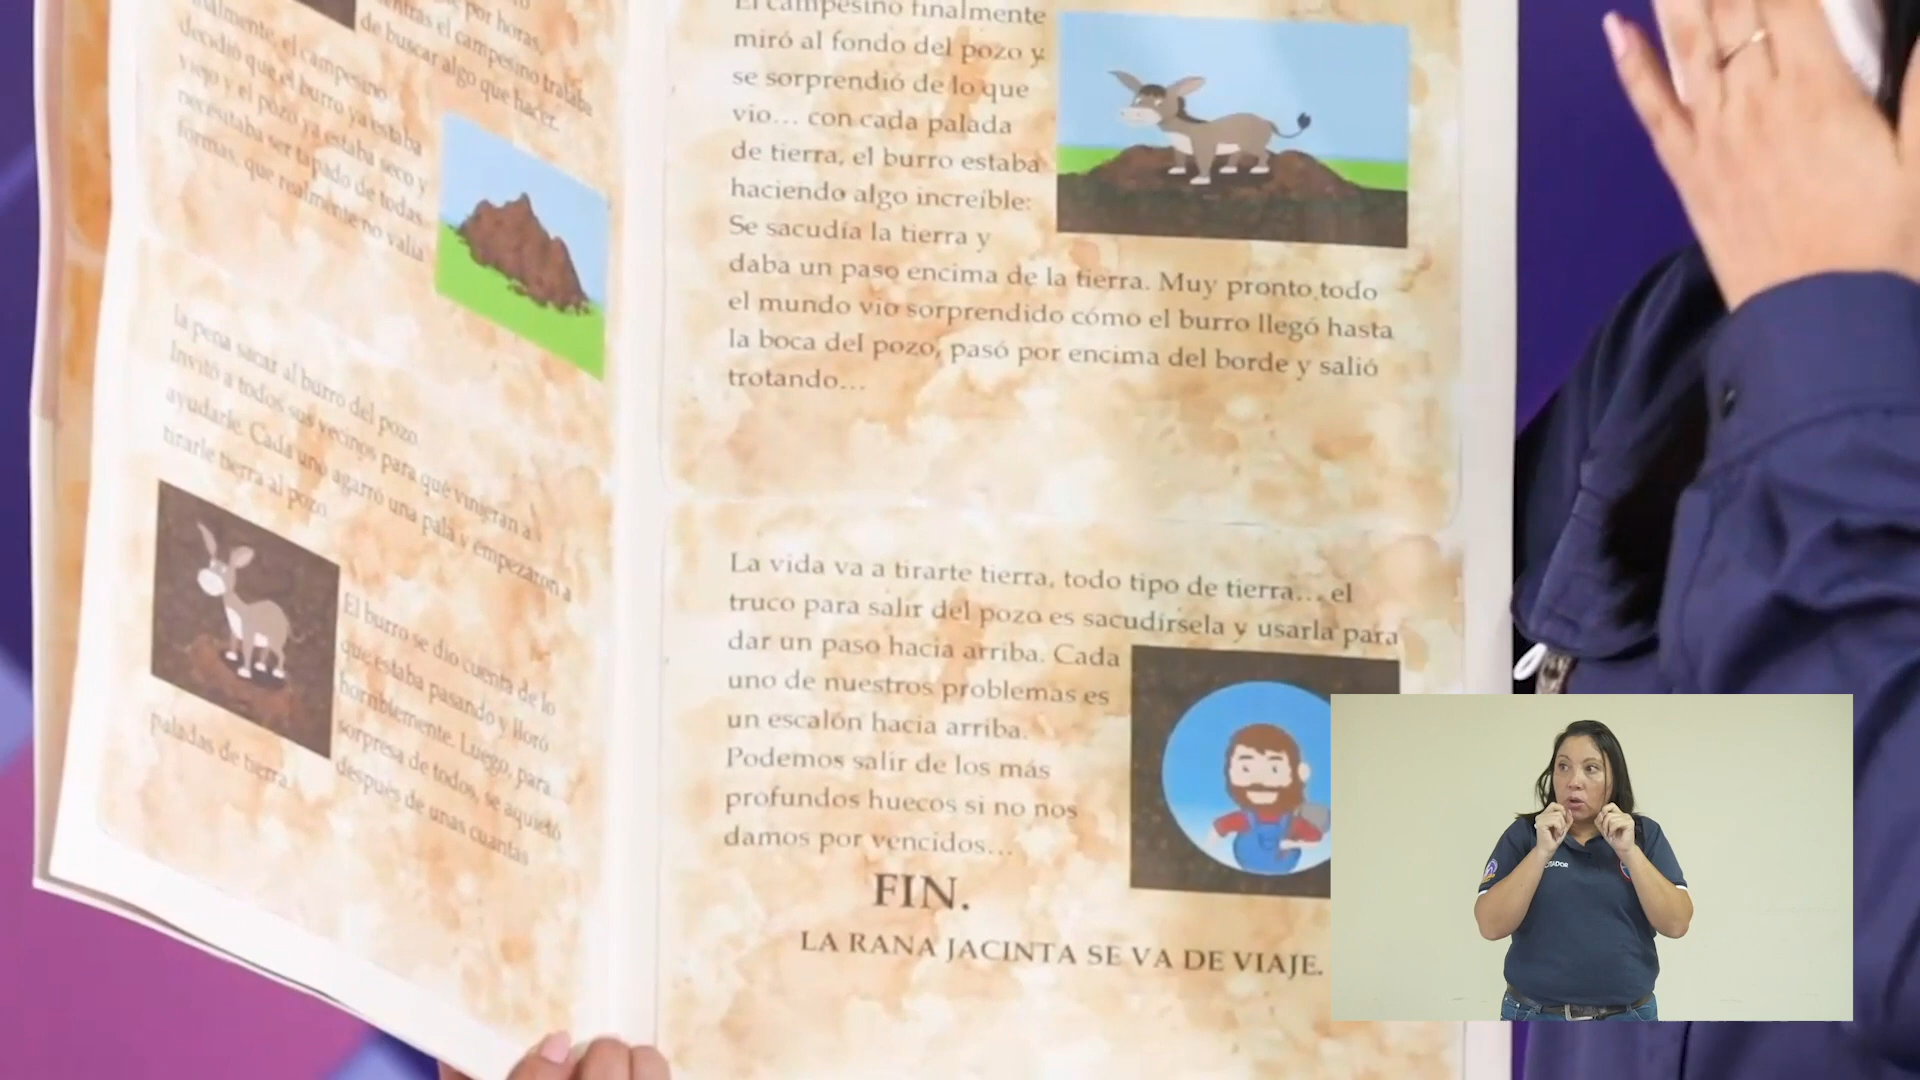 por horas,
mientras el campesino trataba
de buscar algo que hacer.
el campesino
decidió que el burro ya estaba
viejo y el pozo ya estaba seco y
necesitaba ser tapado de todas
formas, que realmente no valía
la pena sacar al burro del pozo.
Invitó a todos sus vecinos para que vinieran a
ayudarle. Cada uno agarró una pala y empezaron a
tirarle tierra al pozo.
El burro se dio cuenta de lo
que estaba pasando y lloró
horriblemente. Luego, para
sorpresa de todos, se aquietó
después de unas cuantas
paladas de tierra.
El campesino finalmente
miró al fondo del pozo y
se sorprendió de lo que
vio... con cada palada
de tierra, el burro estaba
haciendo algo increíble:
Se sacudía la tierra y
daba un paso encima de la tierra. Muy pronto todo
el mundo vio sorprendido cómo el burro llegó hasta
la boca del pozo, pasó por encima del borde y salió
trotando...
La vida va a tirarte tierra, todo tipo de tierra... el
truco para salir del pozo es sacudírsela y usarla para
dar un paso hacia arriba. Cada
uno de nuestros problemas es
un escalón hacia arriba.
Podemos salir de los más
profundos huecos si no nos
damos por vencidos...
FIN.
LA RANA JACINTA SE VA DE VIAJE.